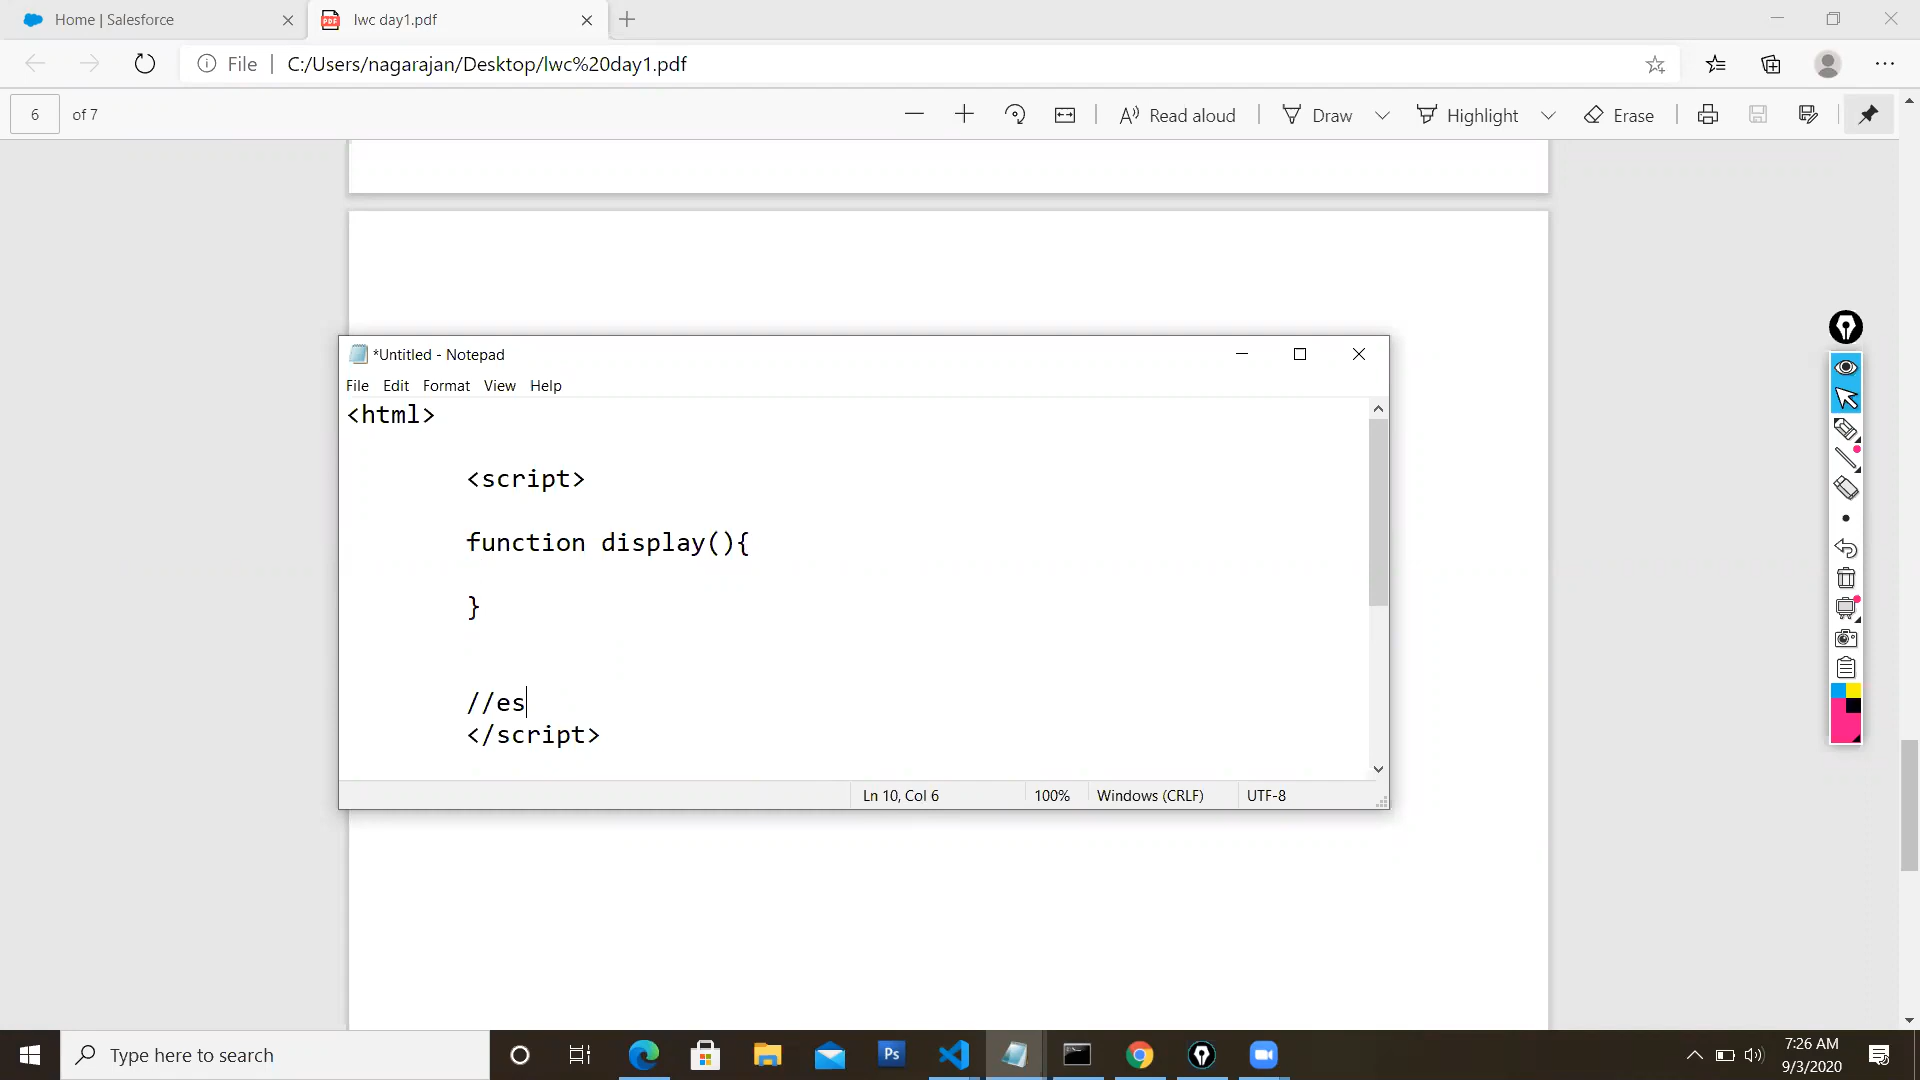 Home | Salesforce
lwc day1.pdf
File
C:/Users/nagarajan/Desktop/lwc%20day1.pdf
6 of 7
Read aloud
Draw
Highlight
Erase
*Untitled - Notepad
File Edit Format View Help
<html>
<script>
function display(){
}
//es
</script>
Ln 10, Col 6
100%
Windows (CRLF)
UTF-8
Type here to search
Ps
7:26 AM
9/3/2020